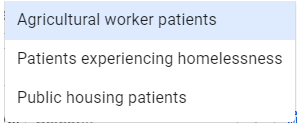 Agricultural worker patients
Patients experiencing homelessness
Public housing patients